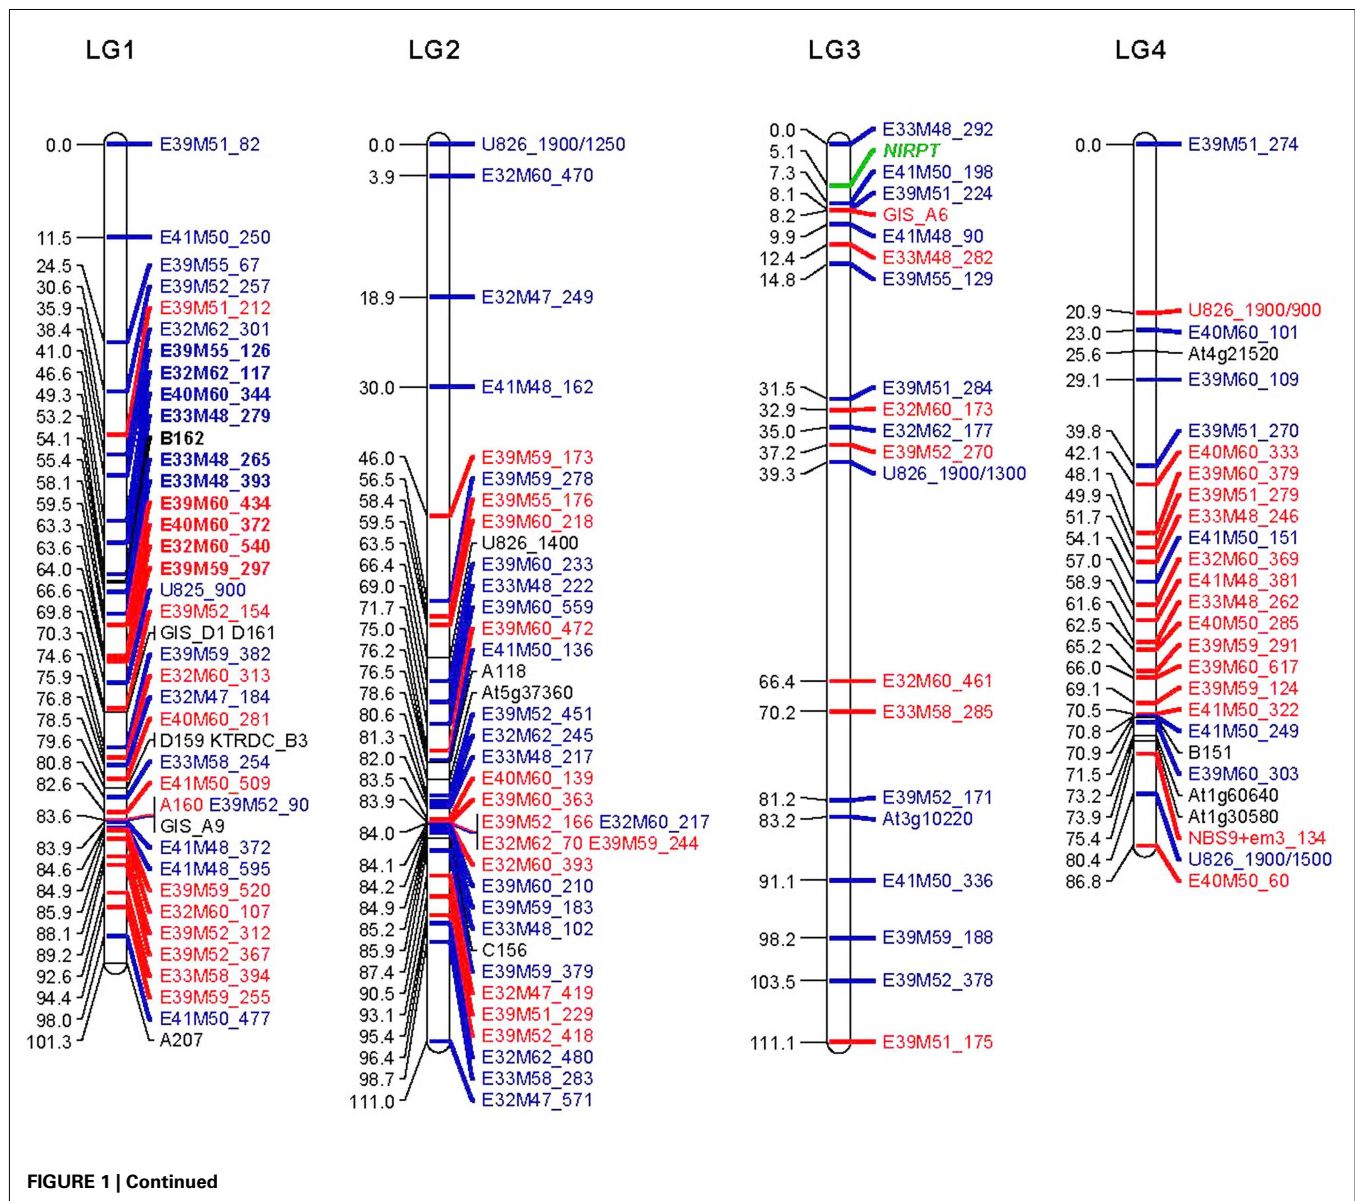 LG1
0.0 E39M51_82
11.5 E41M50_250
24.5 E39M55_67
30.6 E39M52_257
35.9 E39M51_212
38.4 E32M62_301
41.0 E39M55_126
46.6 E32M62_117
49.3 E40M60_344
53.2 E33M48_279
54.1 B162
55.4 E33M48_265
58.1 E33M48_393
59.5 E39M60_434
63.3 E40M60_372
63.6 E32M60_540
64.0 E39M59_297
66.6 U825_900
69.8 E39M52_154
70.3 GIS_D1 D161
74.6 E39M59_382
75.9 E32M60_313
76.8 E32M47_184
78.5 E40M60_281
79.6 D159 KTRDC_B3
80.8 E33M58_254
82.6 E41M50_509
83.6 A160 E39M52_90
GIS_A9
83.9 E41M48_372
84.6 E41M48_595
84.9 E39M59_520
85.9 E32M60_107
88.1 E39M52_312
89.2 E39M52_367
92.6 E33M58_394
94.4 E39M59_255
98.0 E41M50_477
101.3 A207
LG2
0.0 U826_1900/1250
3.9 E32M60_470
18.9 E32M47_249
30.0 E41M48_162
46.0 E39M59_173
56.5 E39M59_278
58.4 E39M55_176
59.5 E39M60_218
63.5 U826_1400
66.4 E39M60_233
69.0 E33M48_222
71.7 E39M60_559
75.0 E39M60_472
76.2 E41M50_136
76.5 A118
78.6 At5g37360
80.6 E39M52_451
81.3 E32M62_245
82.0 E33M48_217
83.5 E40M60_139
83.9 E39M60_363
84.0 E39M52_166 E32M60_217
E32M62_70 E39M59_244
84.1 E32M60_393
84.2 E39M60_210
84.9 E39M59_183
85.2 E33M48_102
85.9 C156
87.4 E39M59_379
90.5 E32M47_419
93.1 E39M51_229
95.4 E39M52_418
96.4 E32M62_480
98.7 E33M58_283
111.0 E32M47_571
LG3
0.0 E33M48_292
5.1 NIRPT
7.3 E41M50_198
8.1 E39M51_224
8.2 GIS_A6
9.9 E41M48_90
12.4 E33M48_282
14.8 E39M55_129
31.5 E39M51_284
32.9 E32M60_173
35.0 E32M62_177
37.2 E39M52_270
39.3 U826_1900/1300
66.4 E32M60_461
70.2 E33M58_285
81.2 E39M52_171
83.2 At3g10220
91.1 E41M50_336
98.2 E39M59_188
103.5 E39M52_378
111.1 E39M51_175
LG4
0.0 E39M51_274
20.9 U826_1900/900
23.0 E40M60_101
25.6 At4g21520
29.1 E39M60_109
39.8 E39M51_270
42.1 E40M60_333
48.1 E39M60_379
49.9 E39M51_279
51.7 E33M48_246
54.1 E41M50_151
57.0 E32M60_369
58.9 E41M48_381
61.6 E33M48_262
62.5 E40M50_285
65.2 E39M59_291
66.0 E39M60_617
69.1 E39M59_124
70.5 E41M50_322
70.8 E41M50_249
70.9 B151
71.5 E39M60_303
73.2 At1g60640
73.9 At1g30580
75.4 NBS9+em3_134
80.4 U826_1900/1500
86.8 E40M50_60
FIGURE 1 | Continued